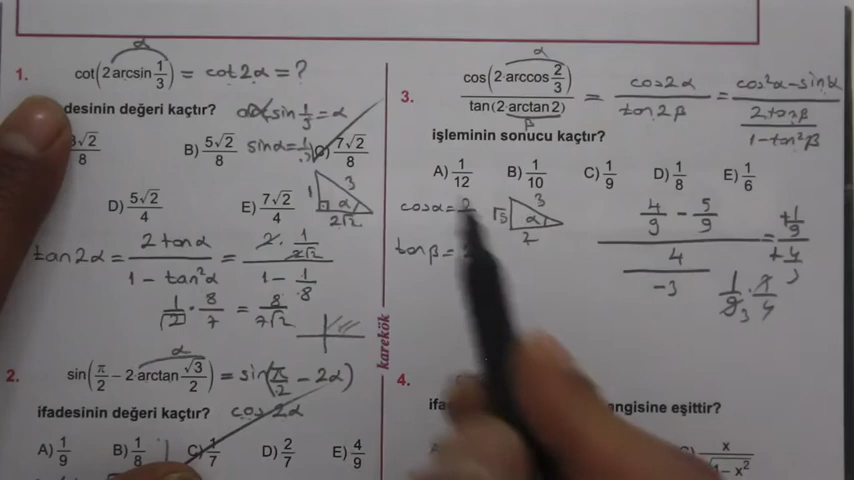 1.
cot(2 arcsin 1/3) = cot2α = ?
α
desinin değeri kaçtır?
sin 1/3 = α
3√2/8
B) 5√2/8
sinα = 1/3
C) 7√2/8
D) 5√2/4
E) 7√2/4
1 3 α 2√2
tan2α = 2tanα / 1 - tan²α = 2 · 1/2√2 / 1 - 1/8
1/√2 · 8/7 = 8/7√2
2.
α
sin(π/2 - 2·arctan √3/2) = sin(π/2 - 2α)
ifadesinin değeri kaçtır? cos2α
A) 1/9 B) 1/8 C) 1/7 D) 2/7 E) 4/9
karekök
3.
α
cos(2·arccos 2/3) / tan(2·arctan2) = cos2α / tan2β = cos²α - sin²α / 2tanβ / 1 - tan²β
β
işleminin sonucu kaçtır?
A) 1/12 B) 1/10 C) 1/9 D) 1/8 E) 1/6
cosα = 2
√5 3 α 2
tanβ =
4/9 - 5/9 / 4 / -3 = +1/9 / +4/3
1/9 3 · 3/4
4.
ifa
angisine eşittir?
x/√1-x²